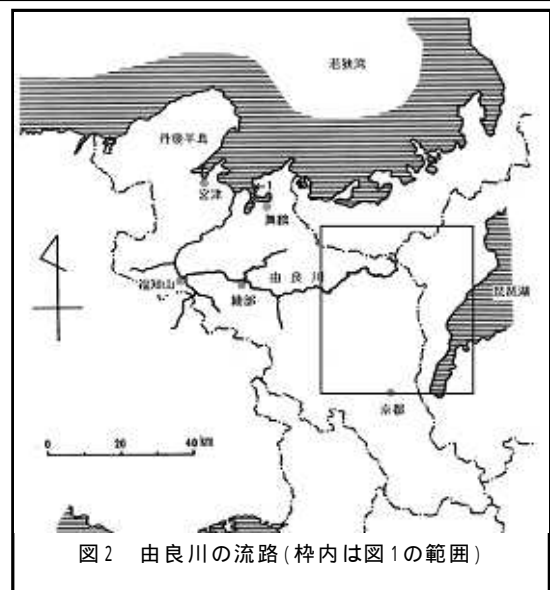 若狭湾
丹後半島
宮津
舞鶴
由良川
福知山
綾部
琵琶湖
京都
0 20 40 KM
図2 由良川の流路(枠内は図1の範囲)